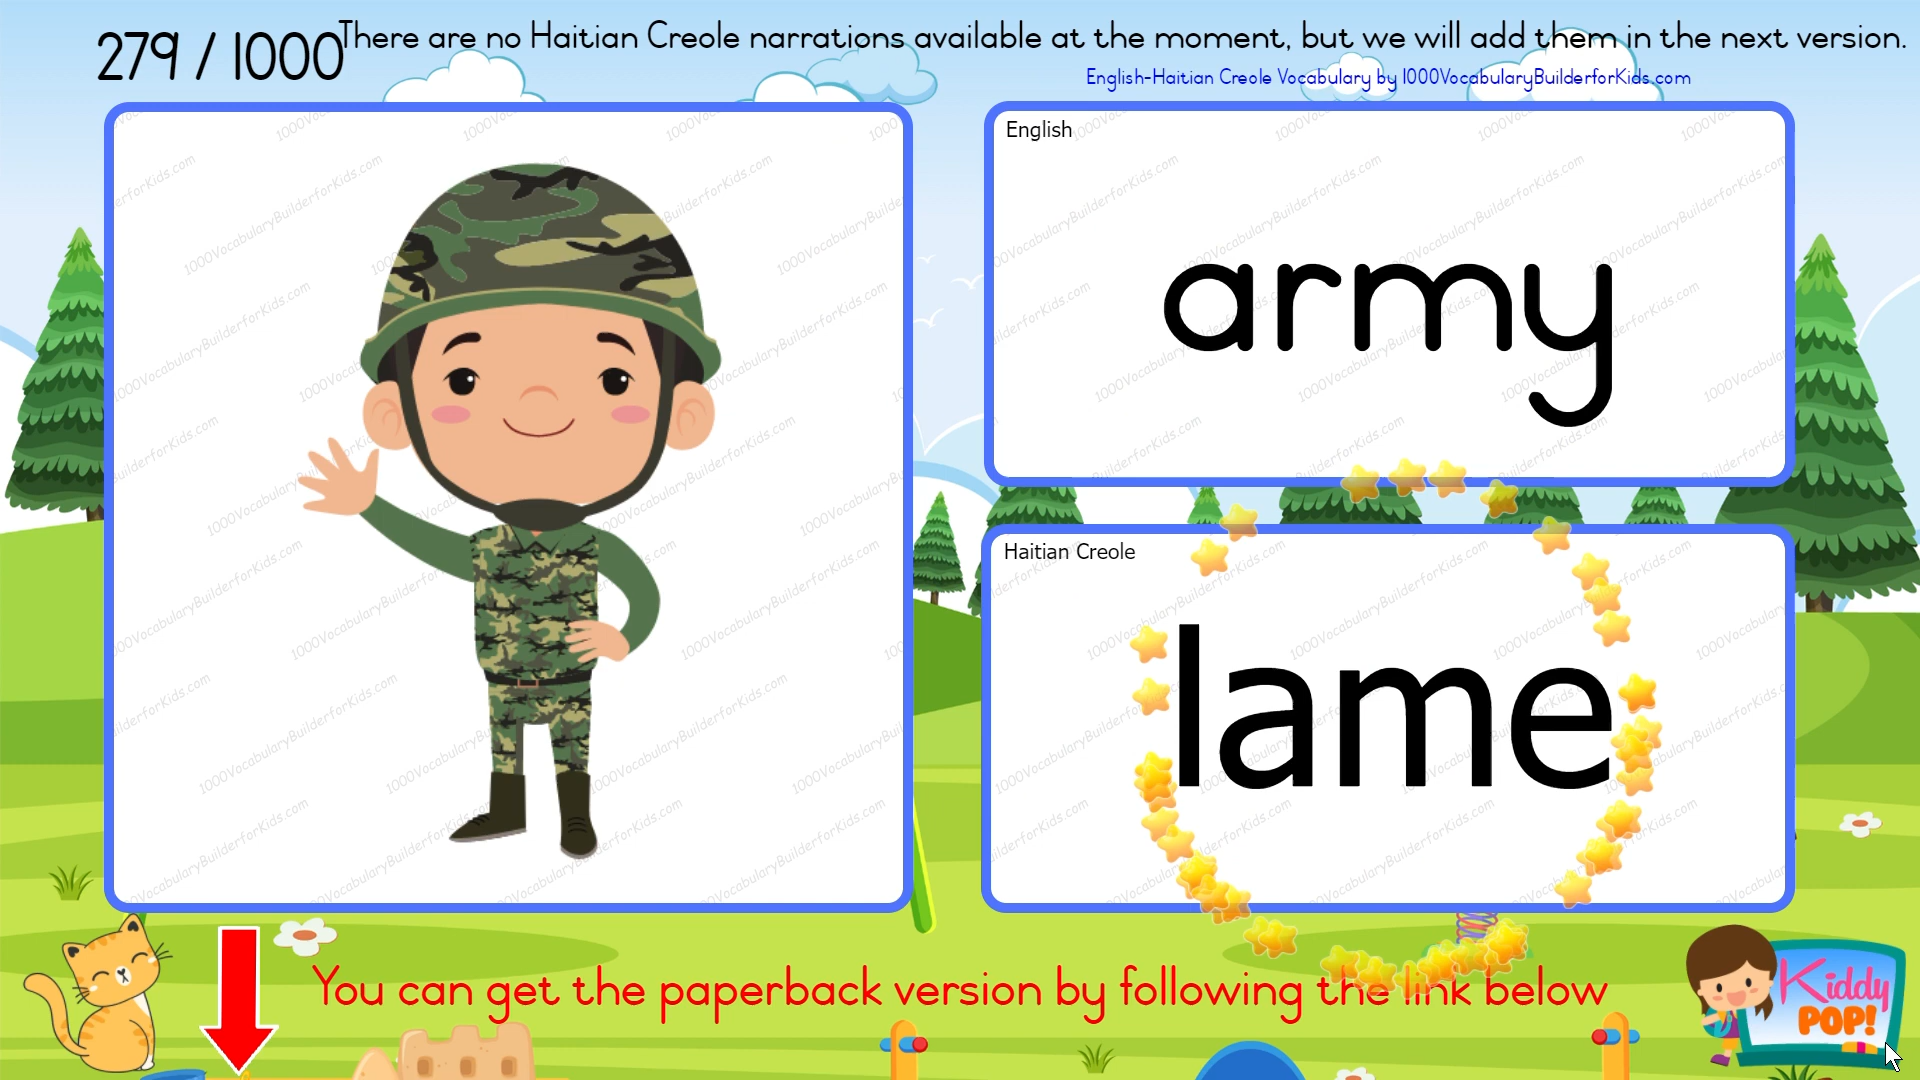 279 / 1000
There are no Haitian Creole narrations available at the moment, but we will add them in the next version.
English-Haitian Creole Vocabulary by 1000VocabularyBuilderforKids.com
English
army
Haitian Creole
lame
You can get the paperback version by following the link below
Kiddy
POP!
1000VocabularyBuilderforKids.com